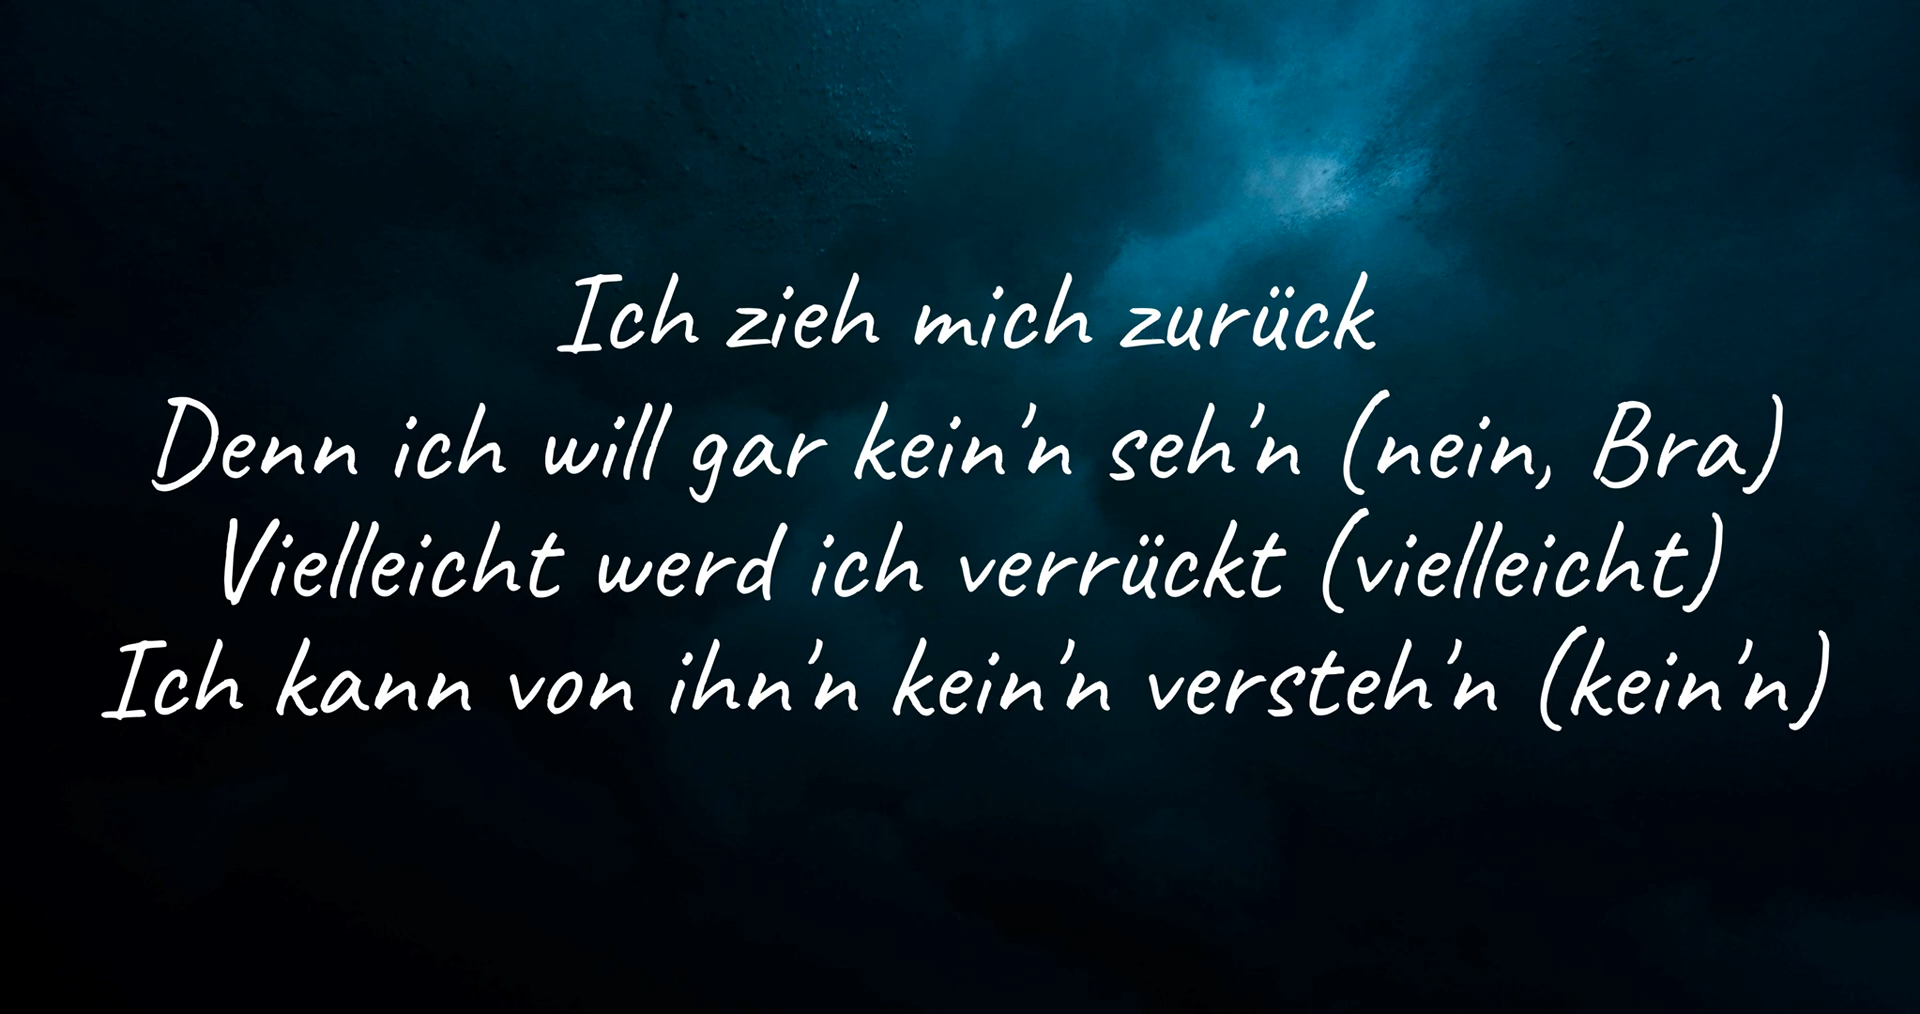 Ich zieh mich zurück
Denn ich will gar kein'n seh'n (nein, Bra)
Vielleicht werd ich verrückt (vielleicht)
Ich kann von ihn'n kein'n versteh'n (kein'n)